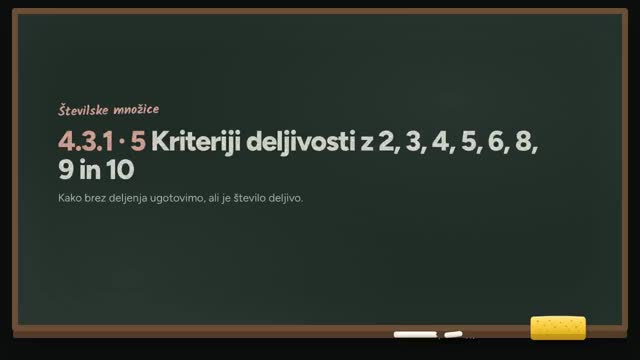 Številske množice
4.3.1 · 5 Kriteriji deljivosti z 2, 3, 4, 5, 6, 8,
9 in 10
Kako brez deljenja ugotovimo, ali je število deljivo.